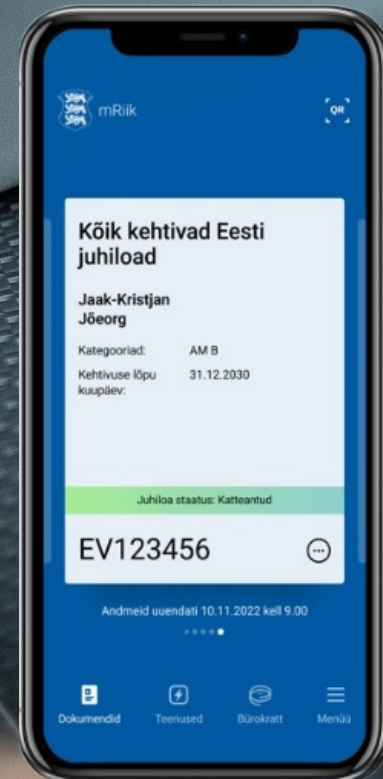 mRiik
QR
Kõik kehtivad Eesti
juhiload
Jaak-Kristjan
Jõeorg
Kategooriad: AM B
Kehtivuse lõpu 31.12.2030
kuupäev:
Juhiloa staatus: Katteantud
EV123456
Andmeid uuendati 10.11.2022 kell 9.00
Dokumendid Teenused Bürokratt Menüü